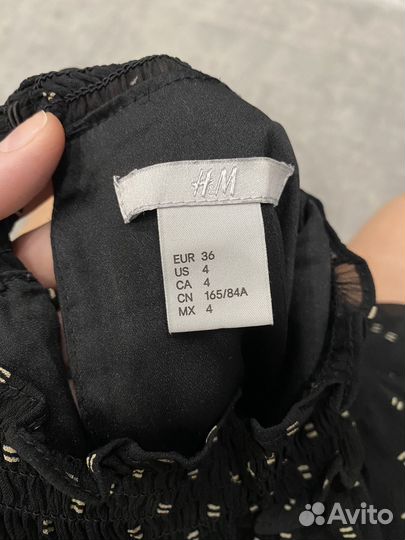 H&M
EUR 36
US 4
CA 4
CN 165/84A
MX 4
Avito